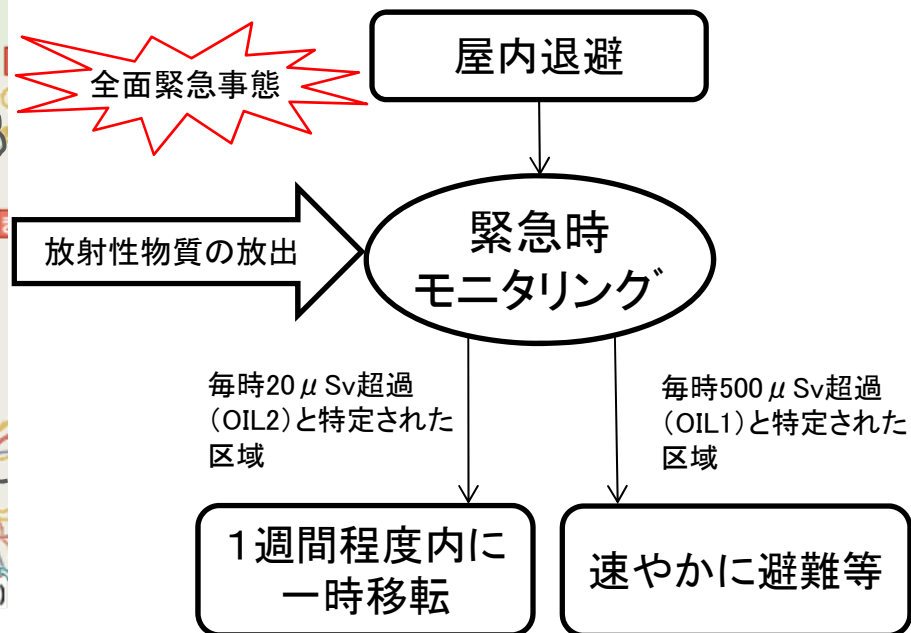 全面緊急事態
屋内退避
放射性物質の放出
緊急時
モニタリング
毎時20μSv超過
(OIL2)と特定された
区域
毎時500μSv超過
(OIL1)と特定された
区域
1週間程度内に
一時移転
速やかに避難等